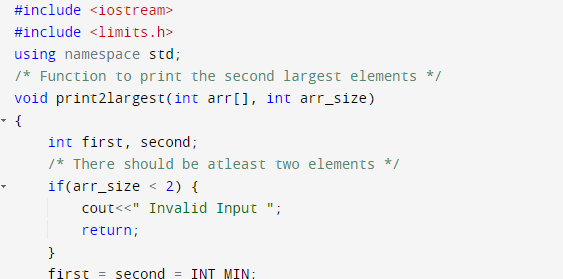 #include <iostream>
#include <limits.h>
using namespace std;
/* Function to print the second largest elements */
void print2largest(int arr[], int arr_size)
{
    int first, second;
    /* There should be atleast two elements */
    if(arr_size < 2) {
        cout<<" Invalid Input ";
        return;
    }
    first = second = INT_MIN;